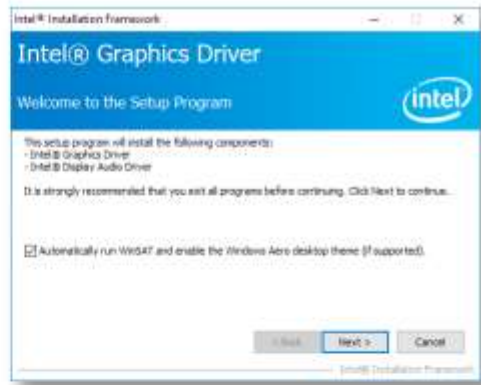 Intel® Installation Framework
Intel® Graphics Driver
Welcome to the Setup Program
intel
This setup program will install the following components:
- Intel® Graphics Driver
- Intel® Display Audio Driver
It is strongly recommended that you exit all programs before continuing. Click Next to continue.
Automatically run WinSAT and enable the Windows Aero desktop theme (if supported).
< Back
Next >
Cancel
Intel® Installation Framework